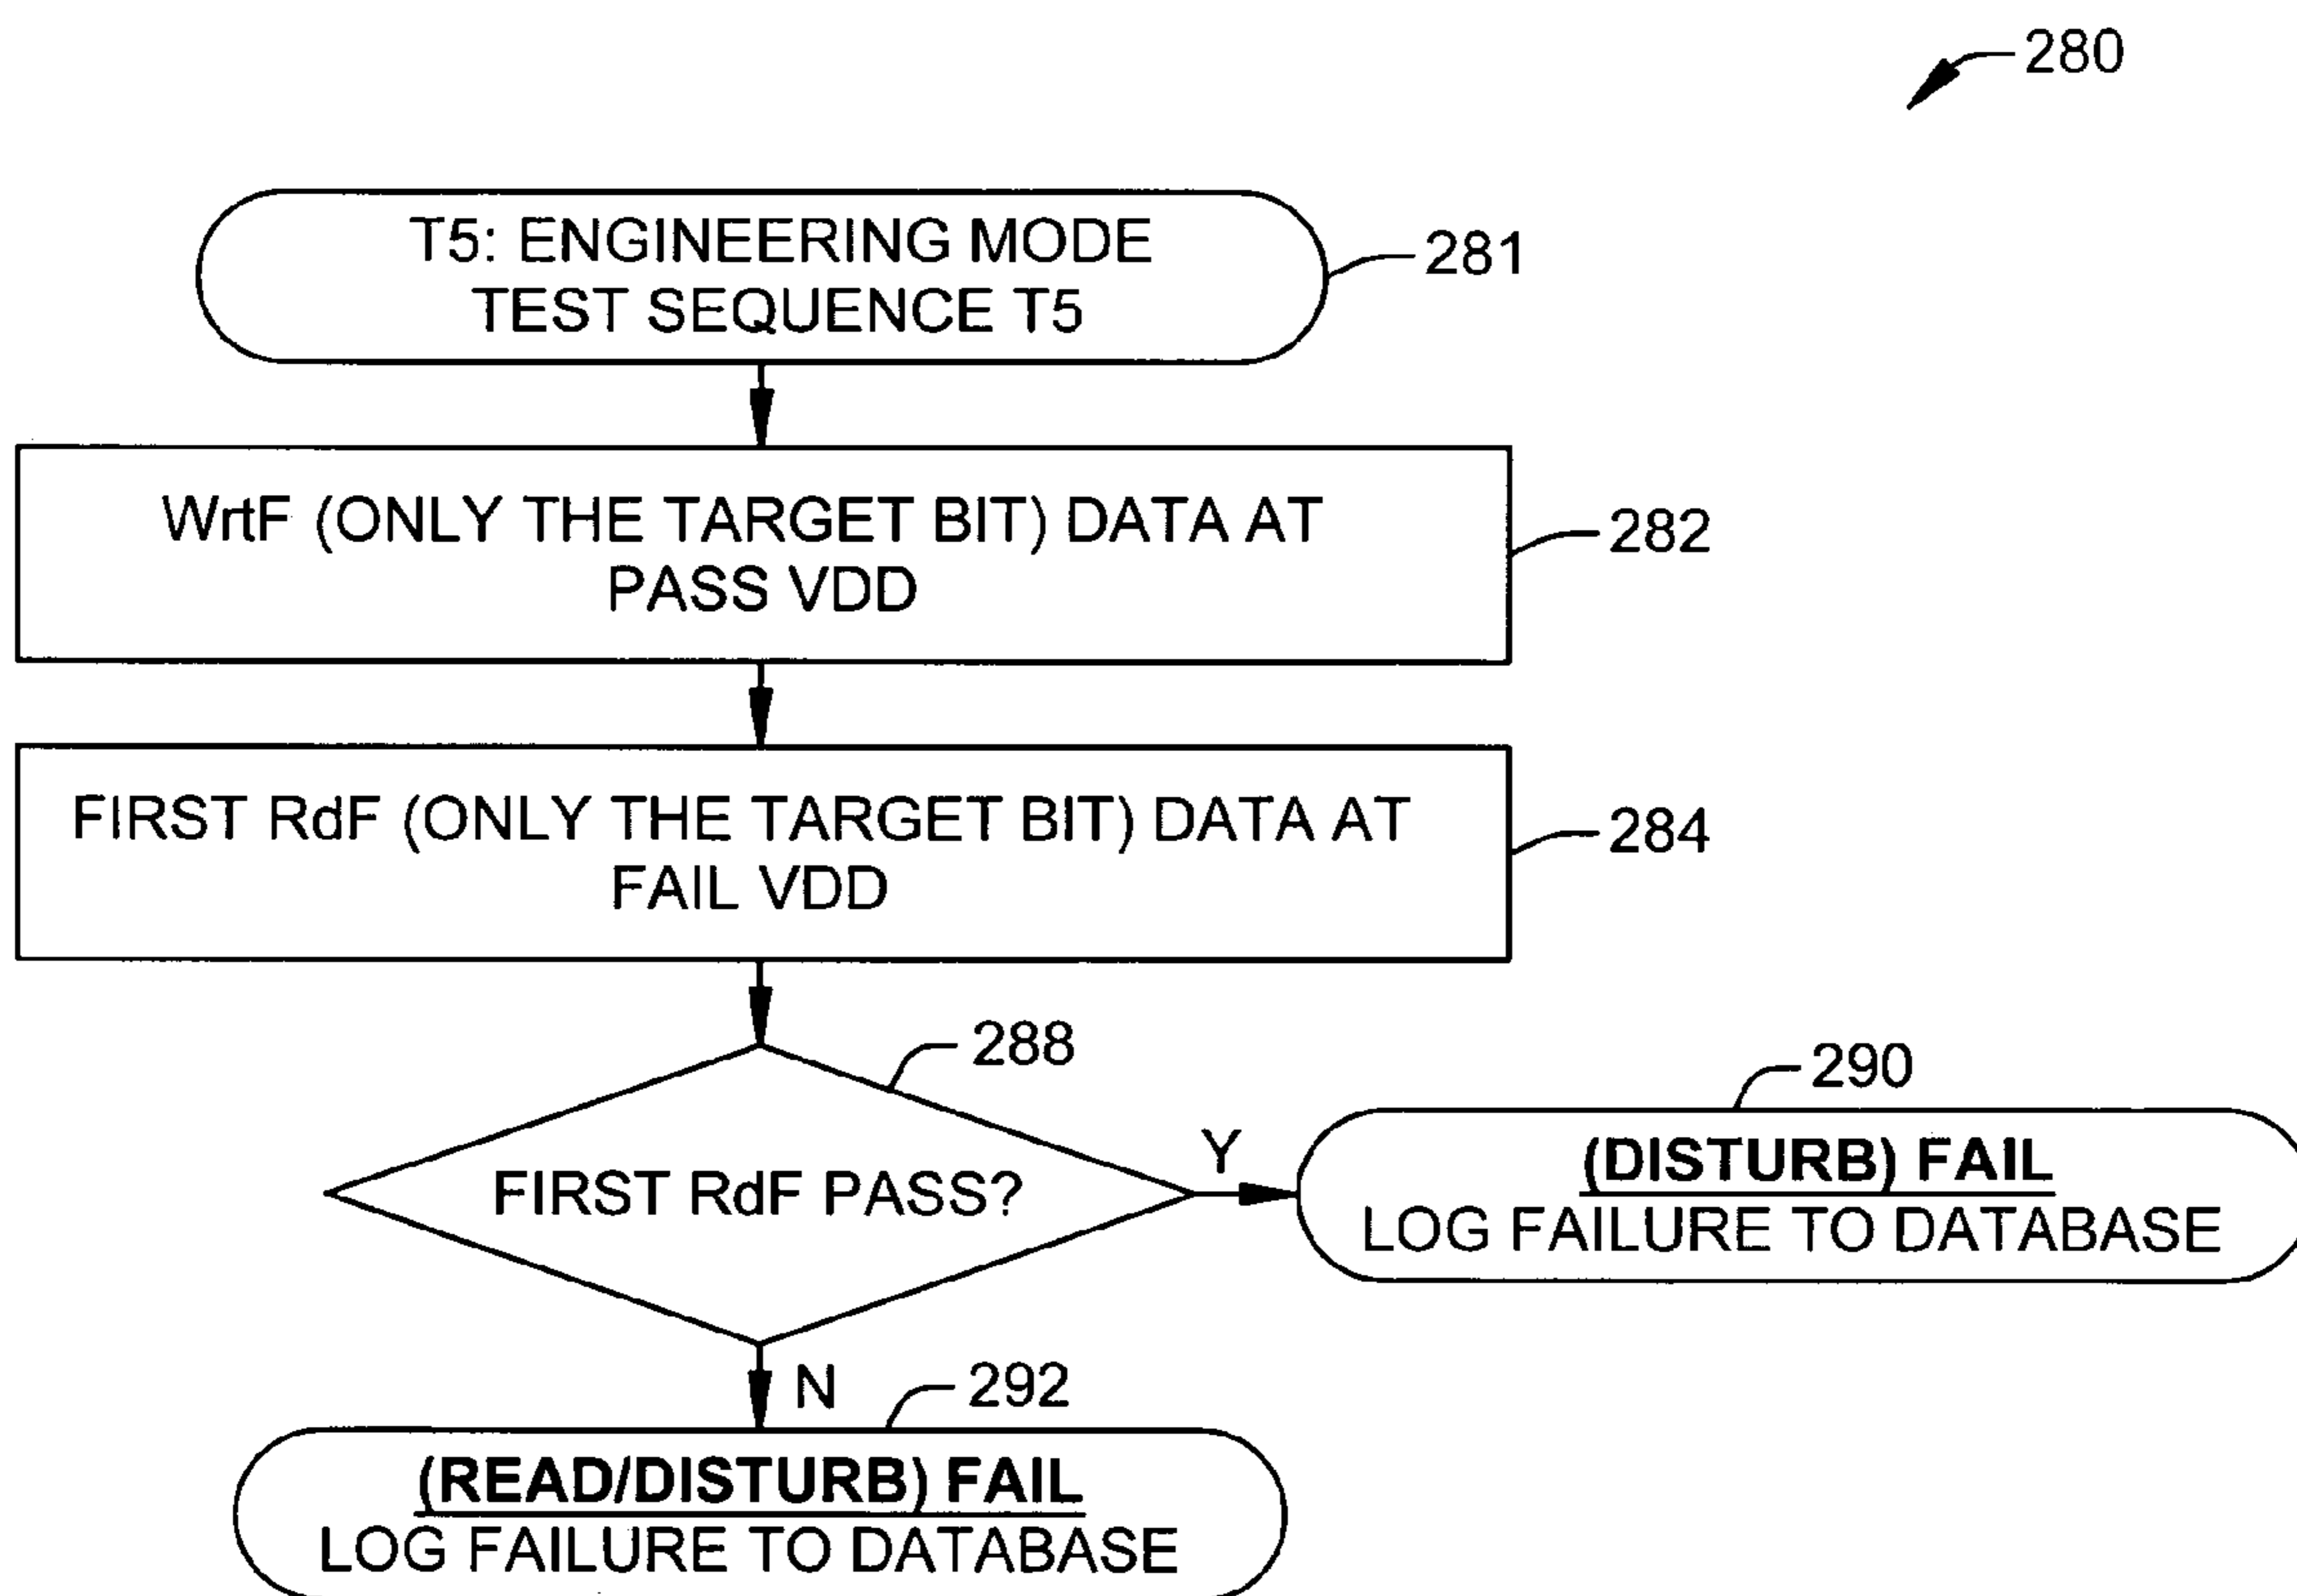 280
T5: ENGINEERING MODE
TEST SEQUENCE T5
281
WrtF (ONLY THE TARGET BIT) DATA AT
PASS VDD
282
FIRST RdF (ONLY THE TARGET BIT) DATA AT
FAIL VDD
284
288
FIRST RdF PASS?
Y
290
(DISTURB) FAIL
LOG FAILURE TO DATABASE
N
292
(READ/DISTURB) FAIL
LOG FAILURE TO DATABASE